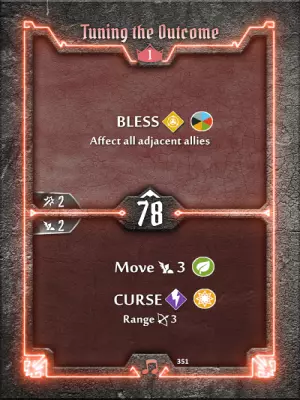 Tuning the Outcome
1
BLESS
Affect all adjacent allies
2
78
2
Move 3
CURSE
Range 3
351